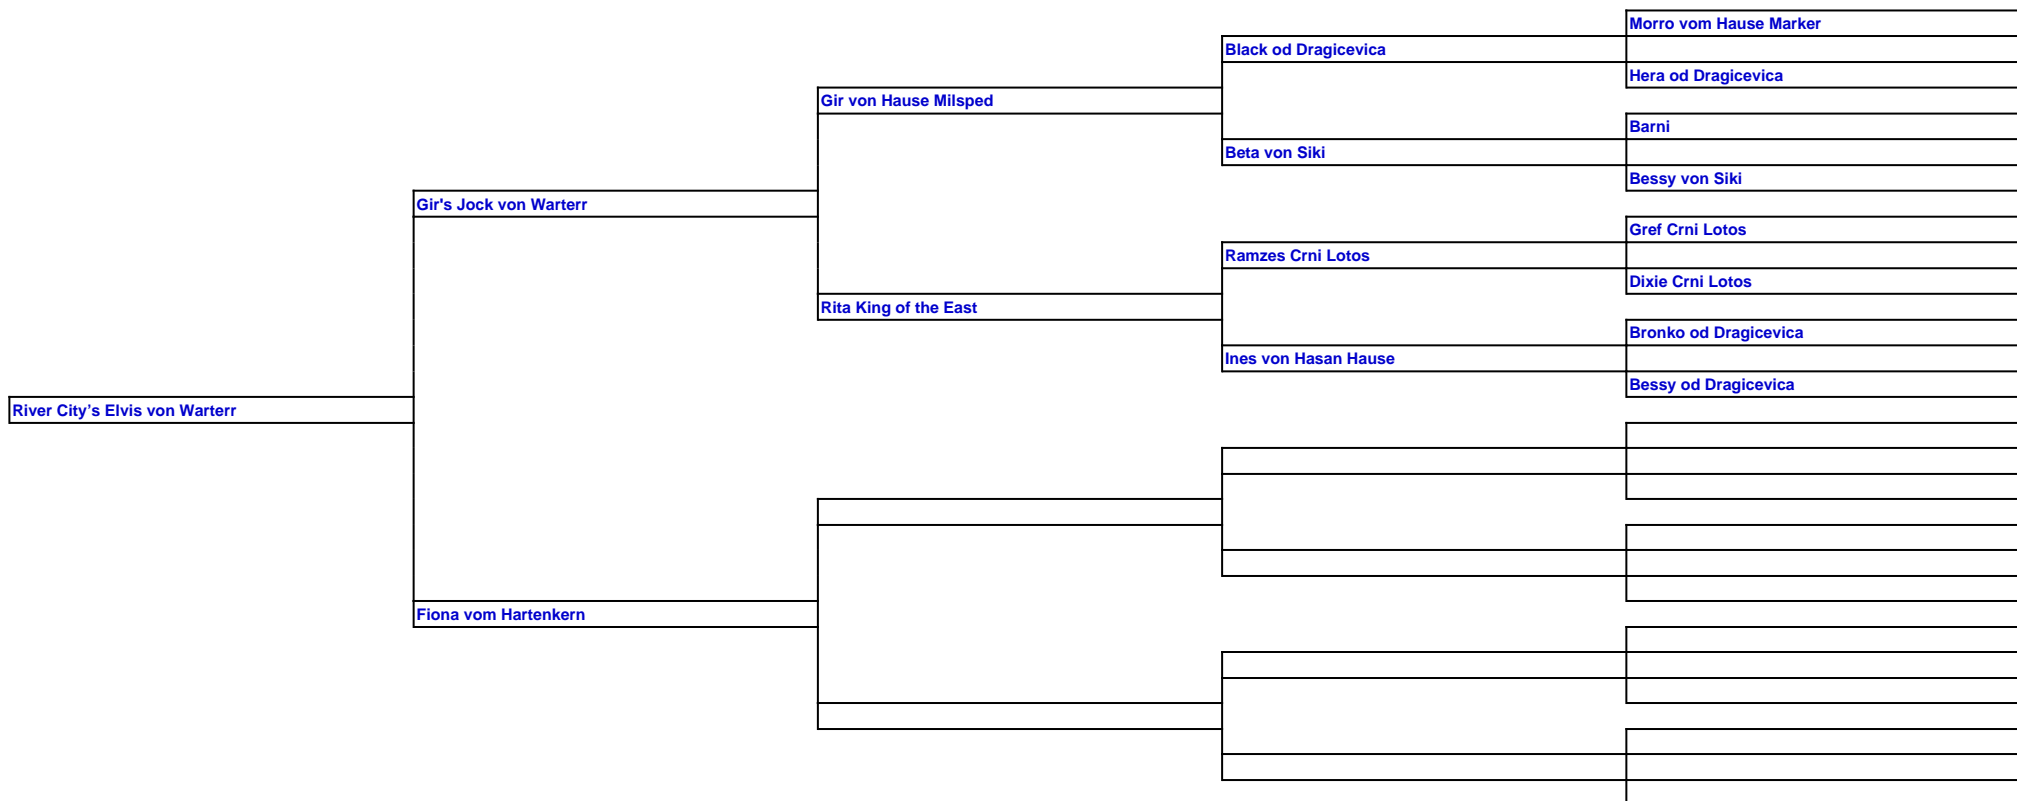 Morro vom Hause Marker
Black od Dragicevica
Hera od Dragicevica
Gir von Hause Milsped
Barni
Beta von Siki
Bessy von Siki
Gir's Jock von Warterr
Gref Crni Lotos
Ramzes Crni Lotos
Dixie Crni Lotos
Rita King of the East
Bronko od Dragicevica
Ines von Hasan Hause
Bessy od Dragicevica
River City’s Elvis von Warterr
Fiona vom Hartenkern